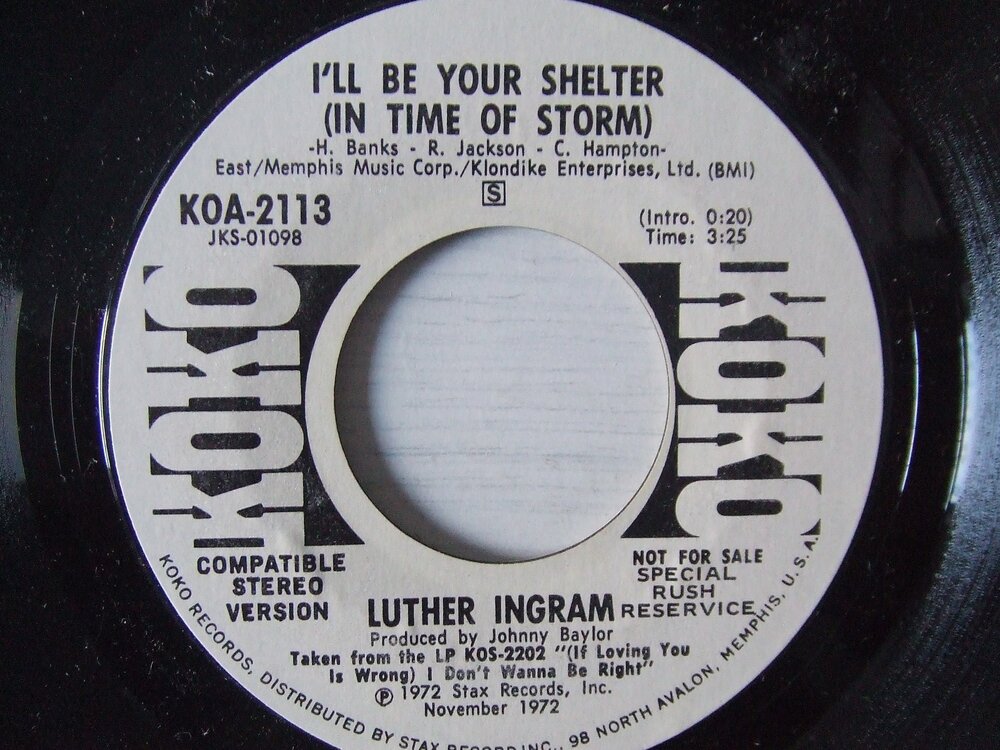 I'LL BE YOUR SHELTER
(IN TIME OF STORM)
-H. Banks - R. Jackson - C. Hampton-
East/Memphis Music Corp./Klondike Enterprises, Ltd. (BMI)
S
KOA-2113
JKS-01098
(Intro. 0:20)
Time: 3:25
KOKO
KOKO
COMPATIBLE
STEREO
VERSION
NOT FOR SALE
SPECIAL
RUSH
RESERVICE
LUTHER INGRAM
Produced by Johnny Baylor
Taken from the LP KOS-2202 "(If Loving You
Is Wrong) I Don't Wanna Be Right"
℗ 1972 Stax Records, Inc.
November 1972
KOKO RECORDS, DISTRIBUTED BY STAX RECORD INC., 98 NORTH AVALON, MEMPHIS, U.S.A.